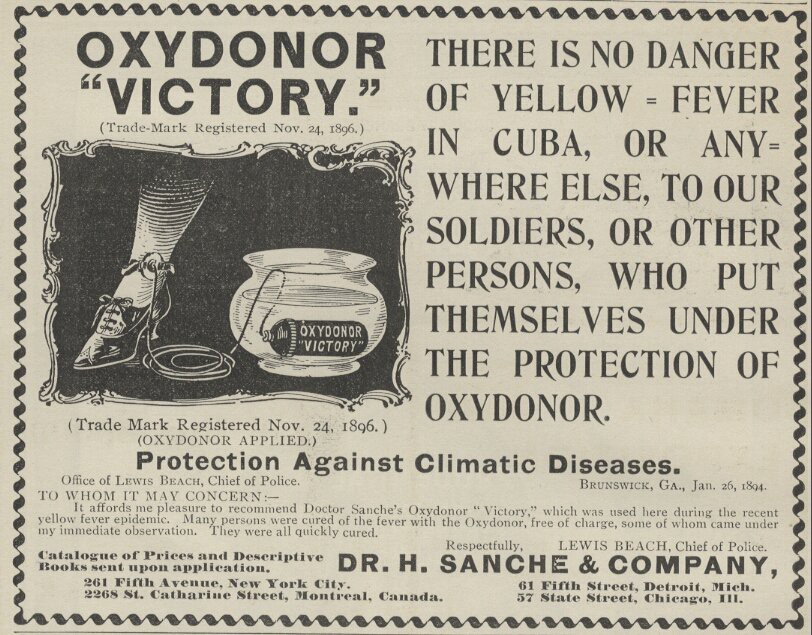 OXYDONOR
"VICTORY."
(Trade-Mark Registered Nov. 24, 1896.)
OXYDONOR
"VICTORY"
(Trade Mark Registered Nov. 24, 1896.)
(OXYDONOR APPLIED.)
THERE IS NO DANGER
OF YELLOW = FEVER
IN CUBA, OR ANY=
WHERE ELSE, TO OUR
SOLDIERS, OR OTHER
PERSONS, WHO PUT
THEMSELVES UNDER
THE PROTECTION OF
OXYDONOR.
Protection Against Climatic Diseases.
Office of LEWIS BEACH, Chief of Police. BRUNSWICK, GA., Jan. 26, 1894.
TO WHOM IT MAY CONCERN:—
It affords me pleasure to recommend Doctor Sanche's Oxydonor "Victory," which was used here during the recent
yellow fever epidemic. Many persons were cured of the fever with the Oxydonor, free of charge, some of whom came under
my immediate observation. They were all quickly cured.
Respectfully, LEWIS BEACH, Chief of Police.
Catalogue of Prices and Descriptive
Books sent upon application.
DR. H. SANCHE & COMPANY,
261 Fifth Avenue, New York City. 61 Fifth Street, Detroit, Mich.
2268 St. Catharine Street, Montreal, Canada. 57 State Street, Chicago, Ill.